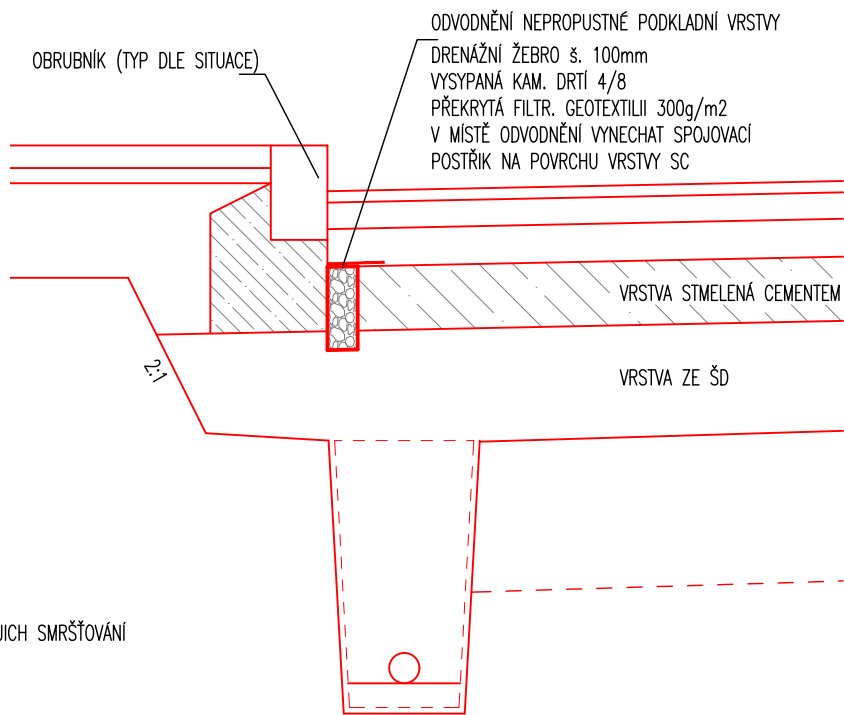 ODVODNĚNÍ NEPROPUSTNÉ PODKLADNÍ VRSTVY
OBRUBNÍK (TYP DLE SITUACE)
DRENÁŽNÍ ŽEBRO š. 100mm
VYSYPANÁ KAM. DRTÍ 4/8
PŘEKRYTÁ FILTR. GEOTEXTILII 300g/m2
V MÍSTĚ ODVODNĚNÍ VYNECHAT SPOJOVACÍ
POSTŘIK NA POVRCHU VRSTVY SC
VRSTVA STMELENÁ CEMENTEM
2:1
VRSTVA ZE ŠD
JICH SMRŠŤOVÁNÍ